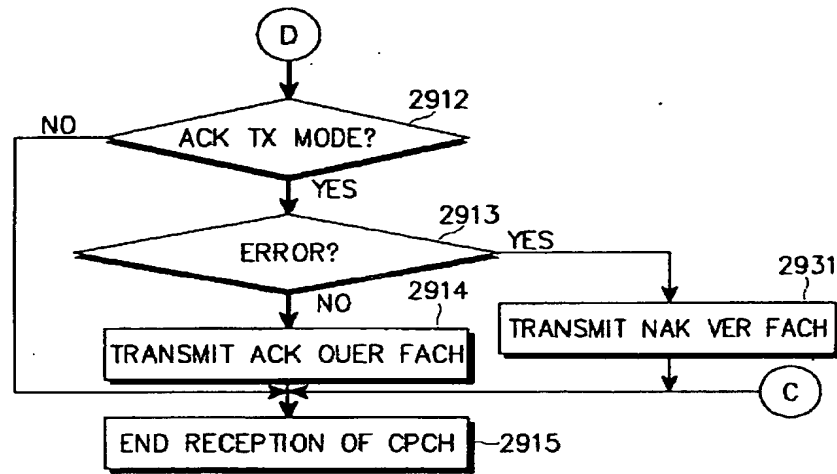 D
2912
NO
ACK TX MODE?
YES
2913
ERROR?
YES
NO
2914
2931
TRANSMIT ACK OUER FACH
TRANSMIT NAK VER FACH
C
END RECEPTION OF CPCH
2915